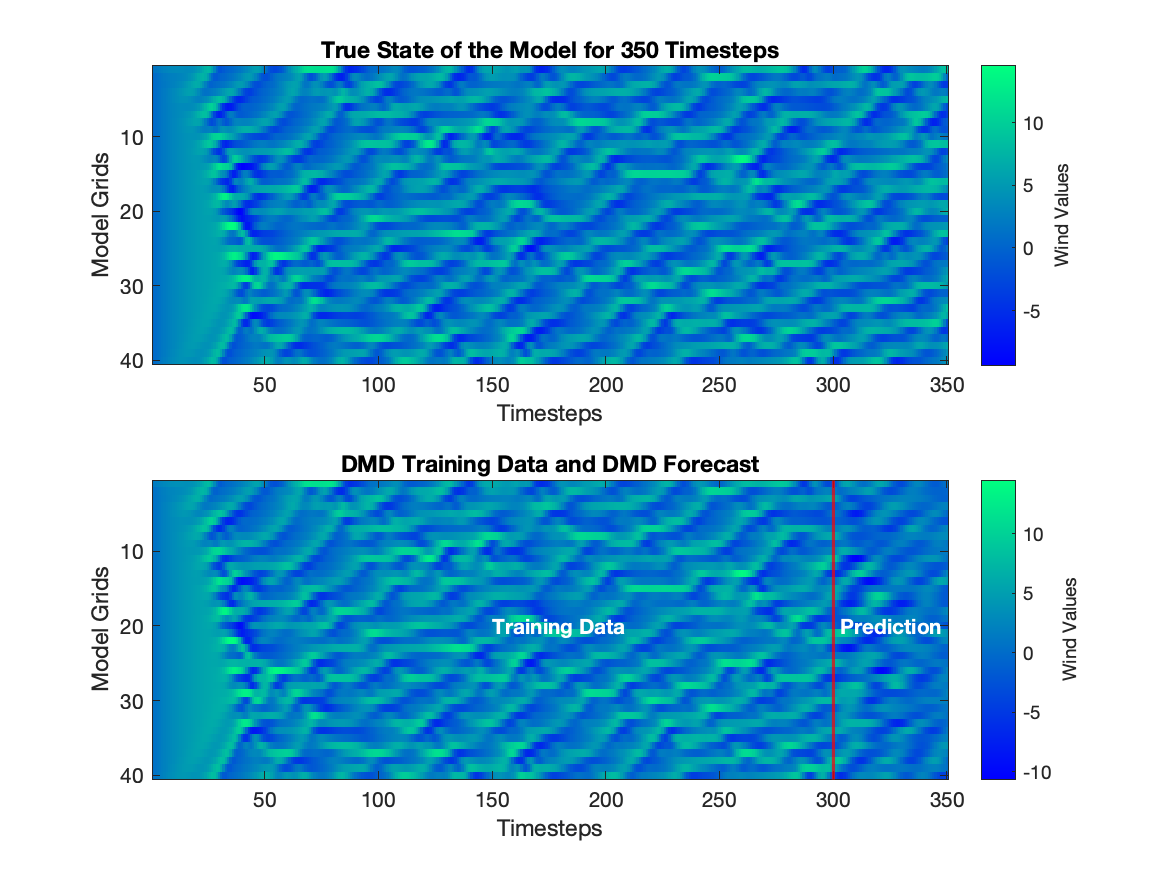 True State of the Model for 350 Timesteps
Model Grids
10
20
30
40
50 100 150 200 250 300 350
Timesteps
10
5
0
-5
Wind Values
DMD Training Data and DMD Forecast
Model Grids
10
20
30
40
Training Data
Prediction
50 100 150 200 250 300 350
Timesteps
10
5
0
-5
-10
Wind Values